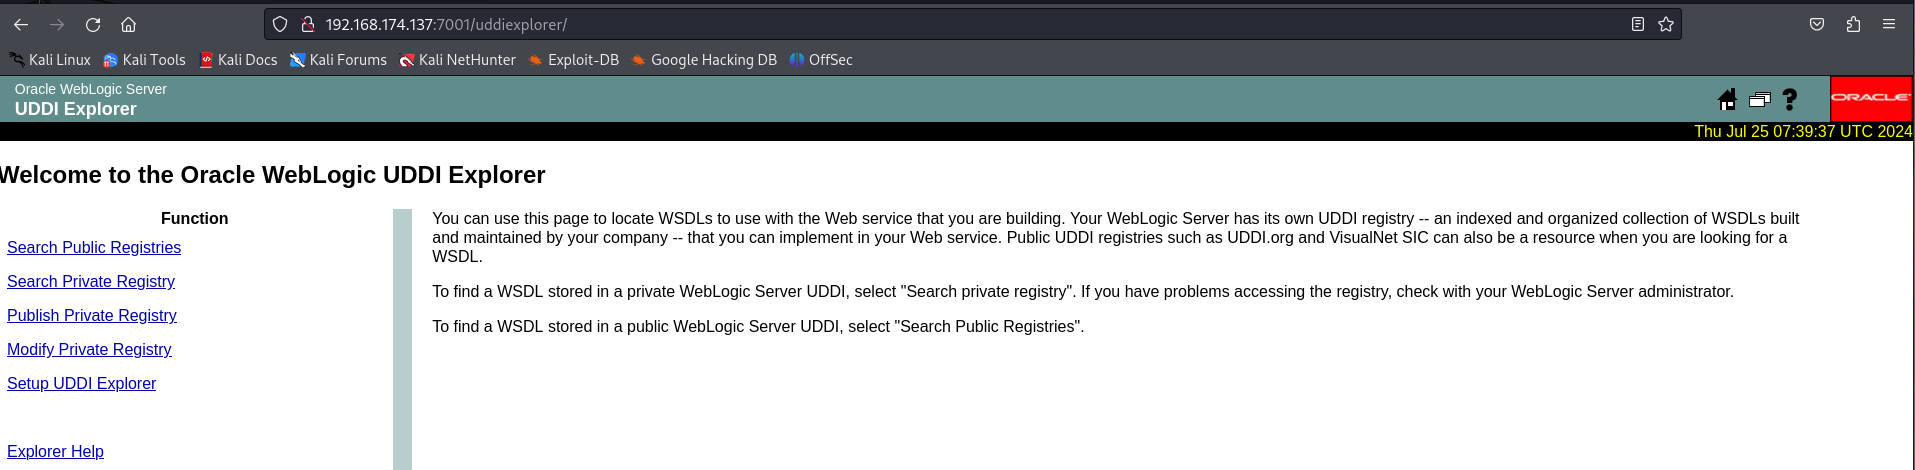 192.168.174.137:7001/uddiexplorer/
Kali Linux Kali Tools Kali Docs Kali Forums Kali NetHunter Exploit-DB Google Hacking DB OffSec
Oracle WebLogic Server
UDDI Explorer
ORACLE
Thu Jul 25 07:39:37 UTC 2024
Welcome to the Oracle WebLogic UDDI Explorer
Function
Search Public Registries
Search Private Registry
Publish Private Registry
Modify Private Registry
Setup UDDI Explorer
Explorer Help
You can use this page to locate WSDLs to use with the Web service that you are building. Your WebLogic Server has its own UDDI registry -- an indexed and organized collection of WSDLs built
and maintained by your company -- that you can implement in your Web service. Public UDDI registries such as UDDI.org and VisualNet SIC can also be a resource when you are looking for a
WSDL.
To find a WSDL stored in a private WebLogic Server UDDI, select "Search private registry". If you have problems accessing the registry, check with your WebLogic Server administrator.
To find a WSDL stored in a public WebLogic Server UDDI, select "Search Public Registries".